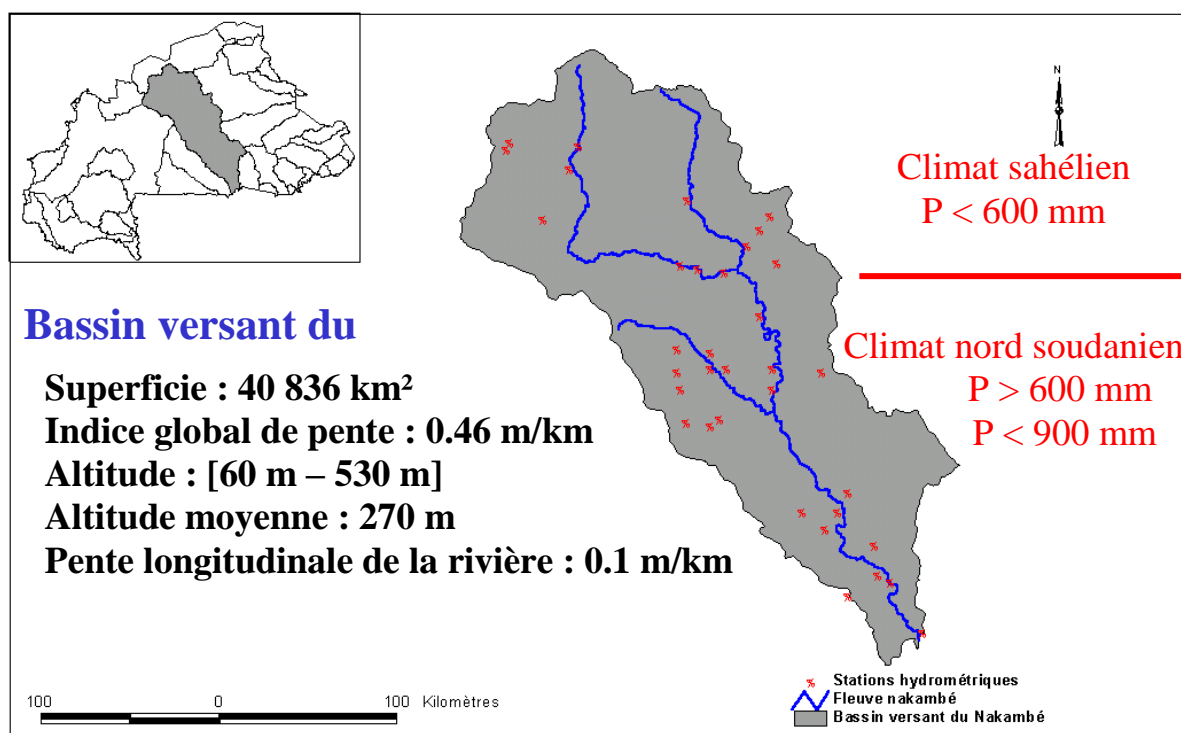 N
Climat sahélien
P < 600 mm
Bassin versant du
Climat nord soudanien
P > 600 mm
P < 900 mm
Superficie : 40 836 km²
Indice global de pente : 0.46 m/km
Altitude : [60 m – 530 m]
Altitude moyenne : 270 m
Pente longitudinale de la rivière : 0.1 m/km
100 0 100 Kilomètres
Stations hydrométriques
Fleuve nakambé
Bassin versant du Nakambé